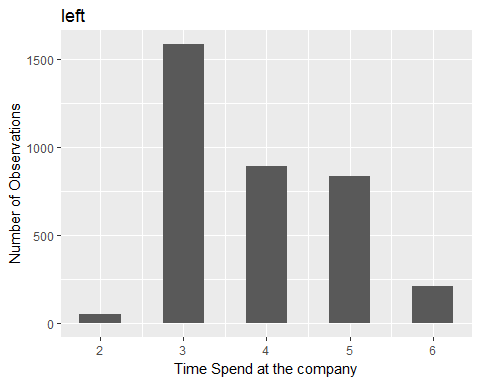 left
Number of Observations
1500
1000
500
0
2 3 4 5 6
Time Spend at the company